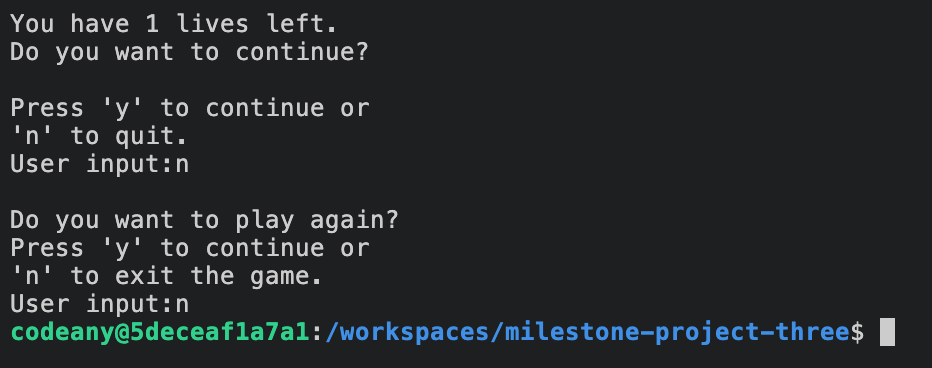 You have 1 lives left.
Do you want to continue?
Press 'y' to continue or
'n' to quit.
User input:n
Do you want to play again?
Press 'y' to continue or
'n' to exit the game.
User input:n
codeany@5deceaf1a7a1:/workspaces/milestone-project-three$